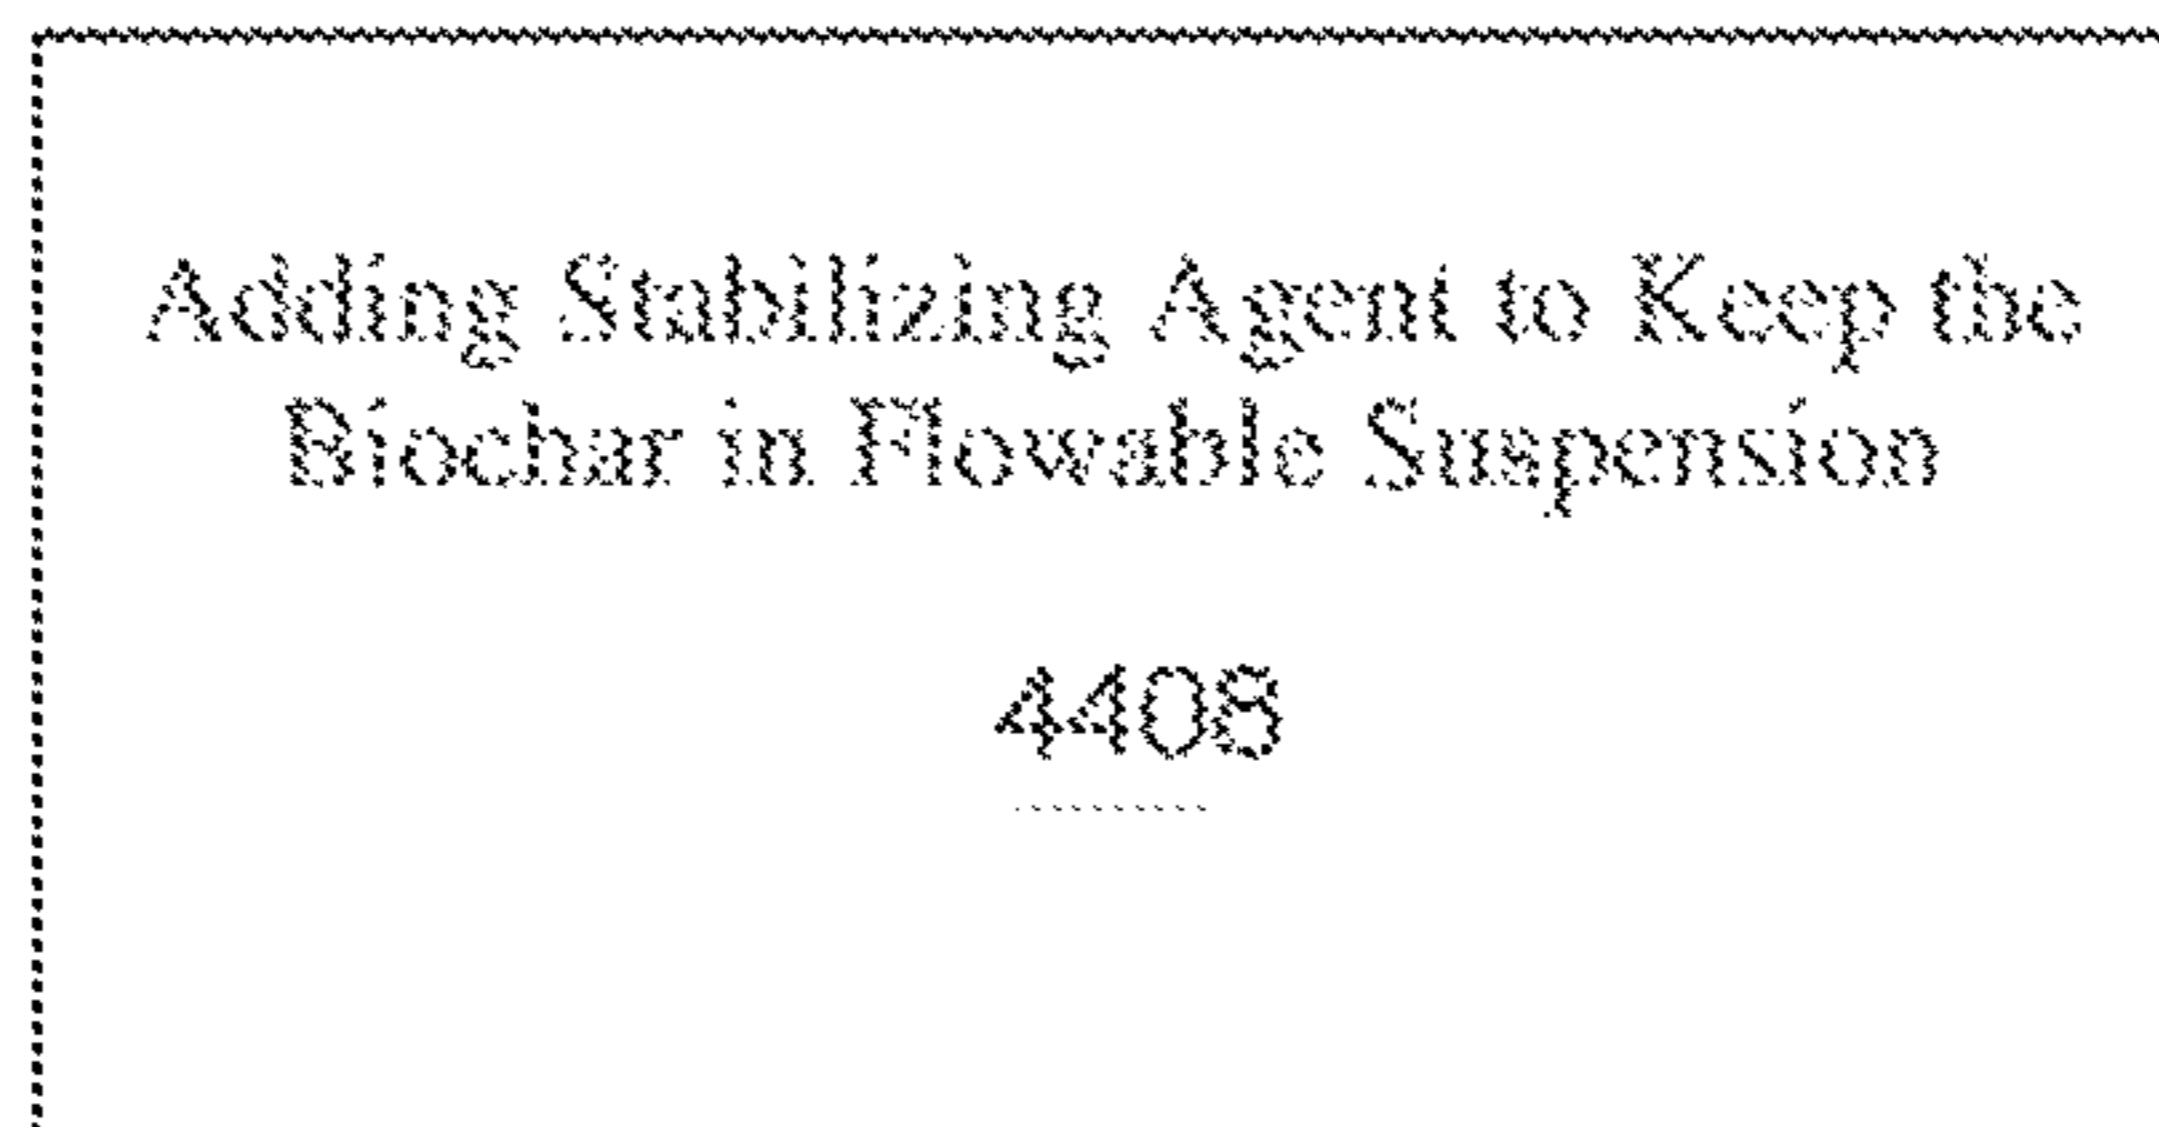 Adding Stabilizing Agent to Keep the
Biochar in Flowable Suspension
4408